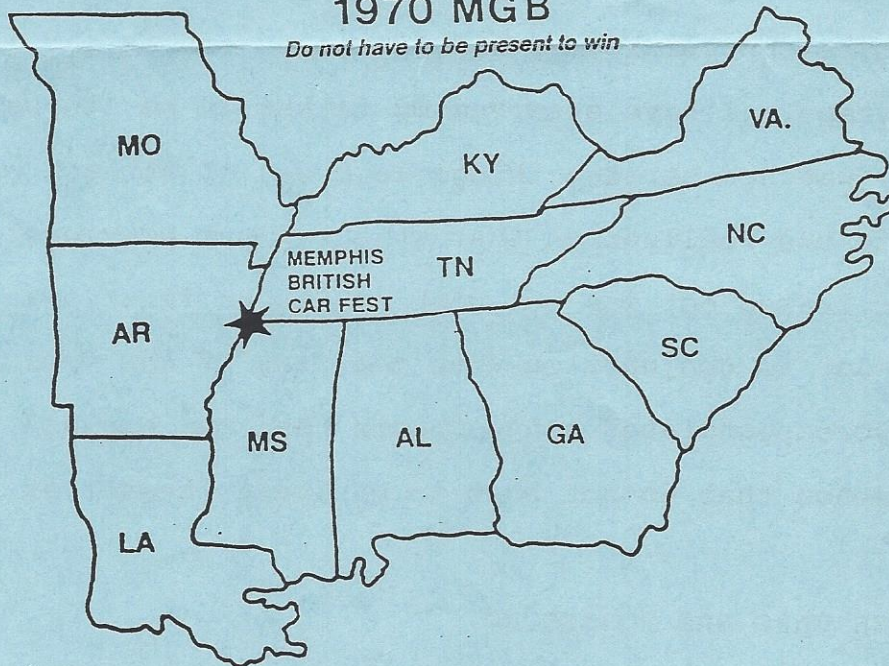 1970 MGB
Do not have to be present to win
VA.
MO
KY
NC
MEMPHIS
BRITISH
CAR FEST
TN
AR
SC
MS
AL
GA
LA